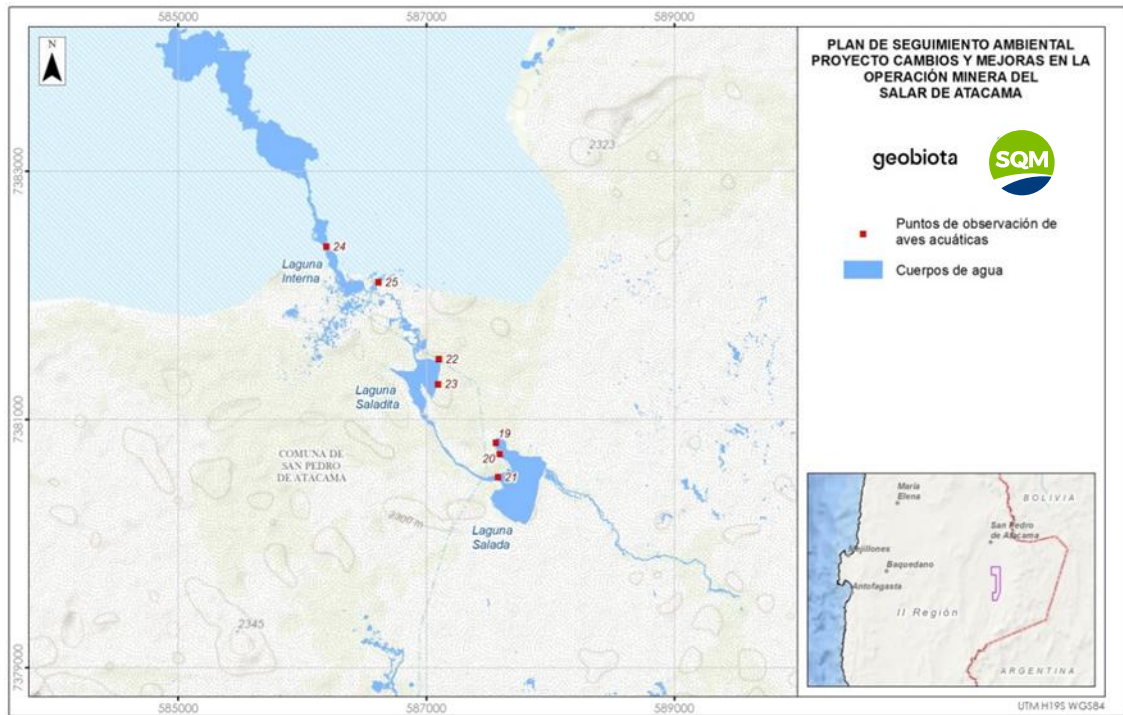 585000
587000
589000
N
2323
7383000
24
Laguna
Interna
25
22
23
Laguna
Saladita
7381000
19
20
21
COMUNA DE
SAN PEDRO
DE ATACAMA
2300 m
Laguna
Salada
2345
7379000
585000
587000
589000
PLAN DE SEGUIMIENTO AMBIENTAL
PROYECTO CAMBIOS Y MEJORAS EN LA
OPERACIÓN MINERA DEL
SALAR DE ATACAMA
geobiota
SQM
Puntos de observación de
aves acuáticas
Cuerpos de agua
María
Elena
BOLIVIA
San Pedro
de Atacama
Mejillones
Baquedano
Antofagasta
II Región
ARGENTINA
UTM H19S WGS84